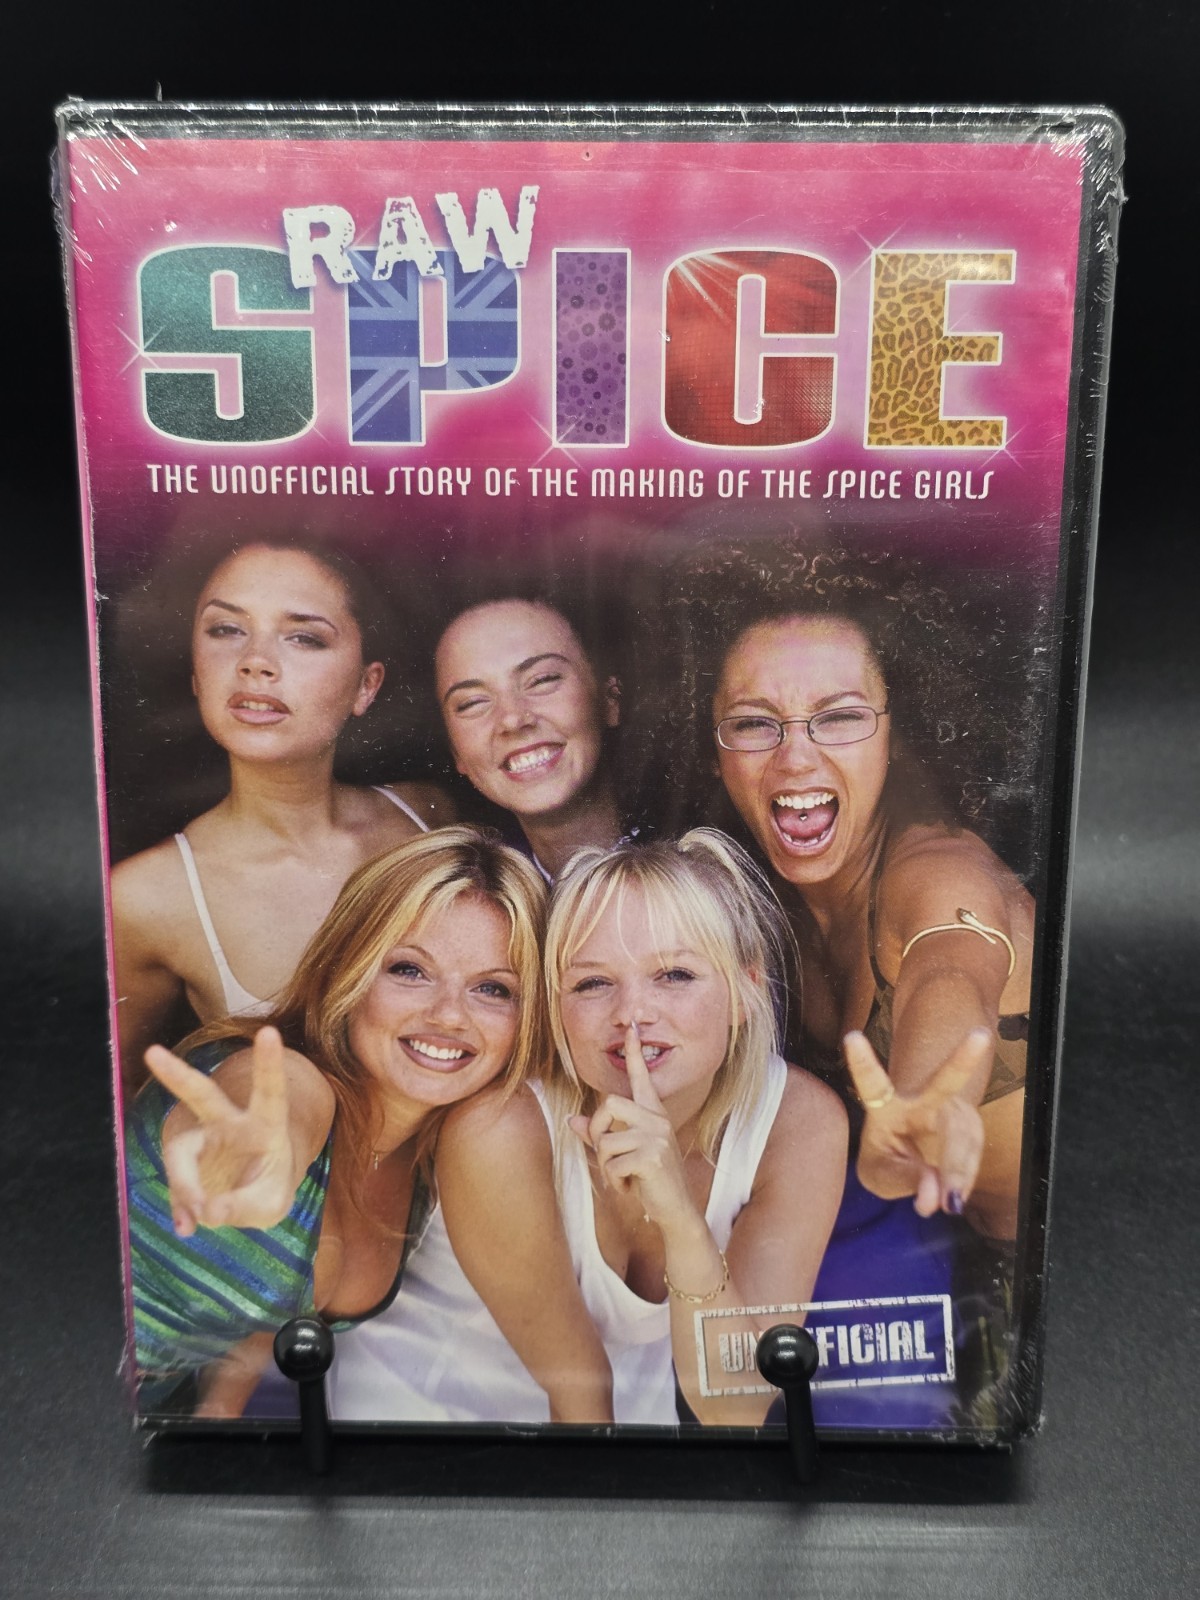 RAW
SPICE
THE UNOFFICIAL STORY OF THE MAKING OF THE SPICE GIRLS